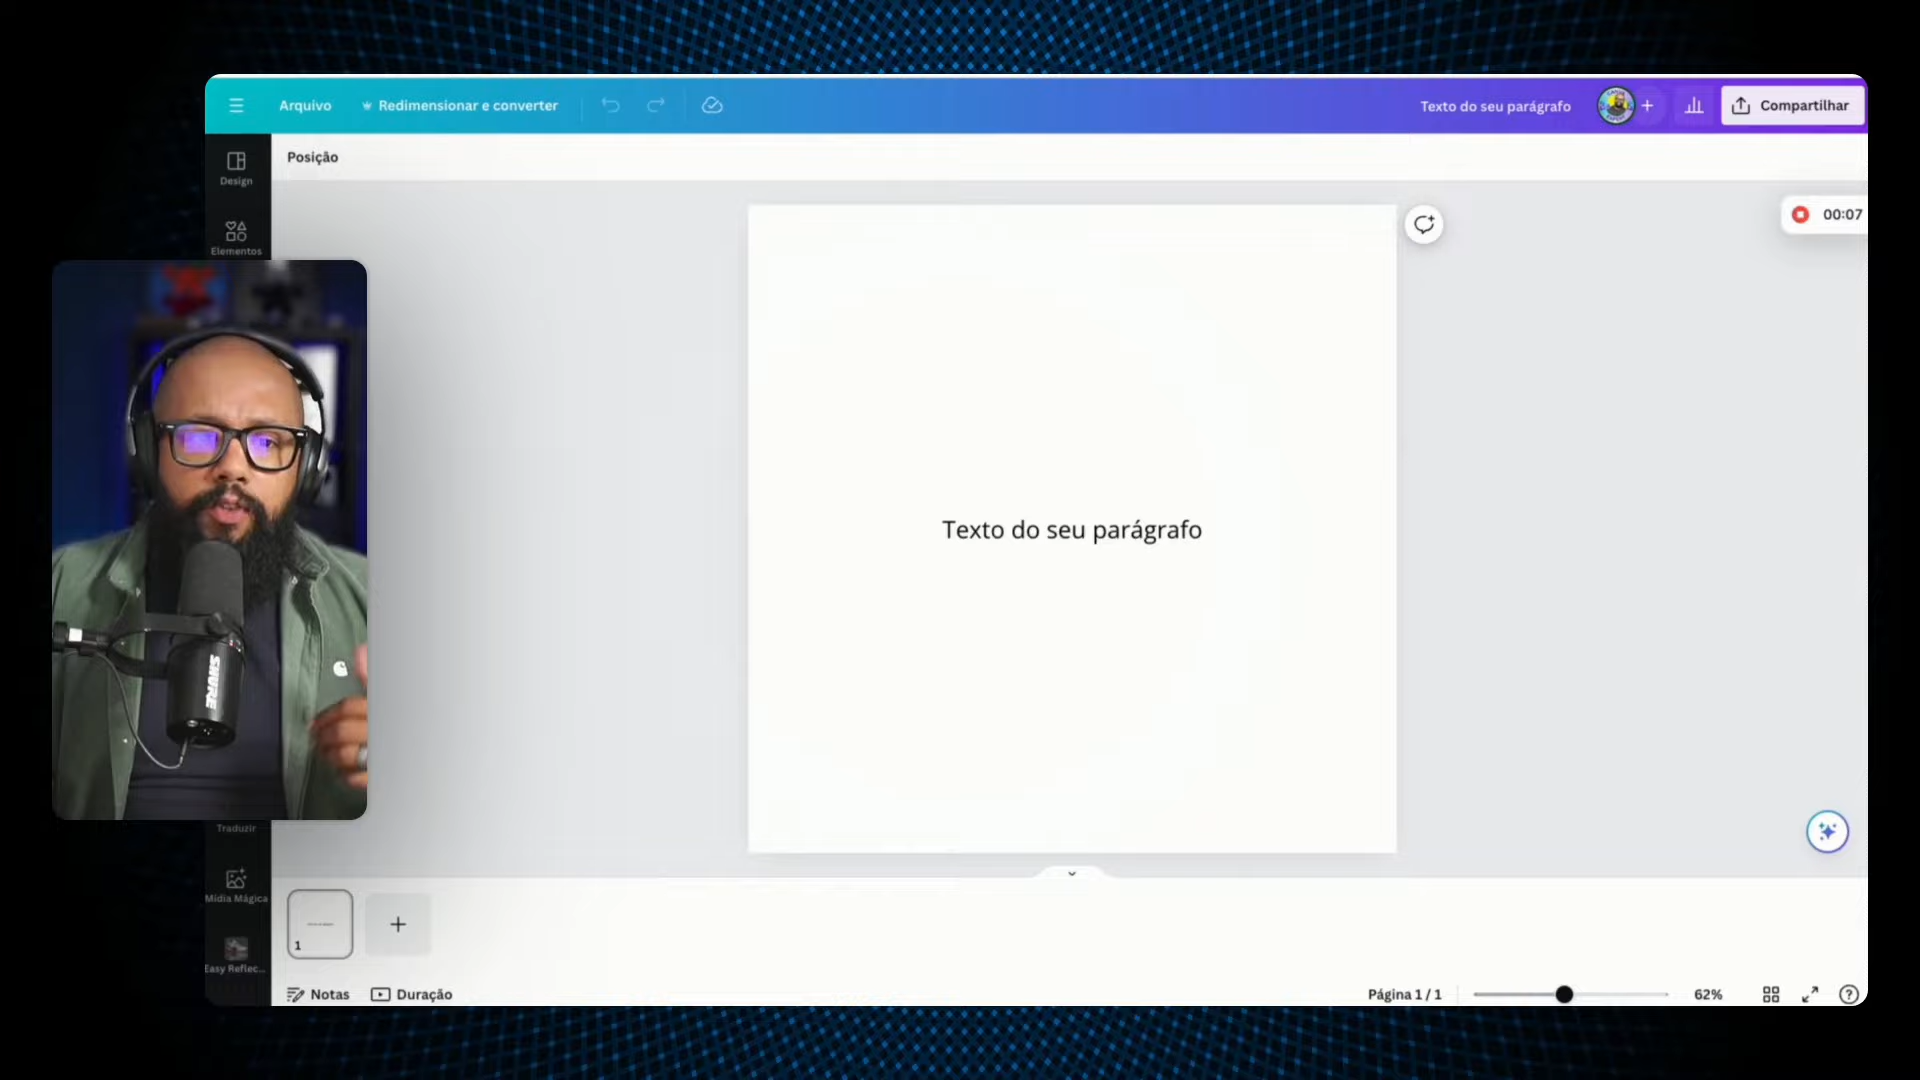 Arquivo
Redimensionar e converter
Texto do seu parágrafo
Compartilhar
Design
Posição
Elementos
00:07
Texto do seu parágrafo
SHURE
Traduzir
Mídia Mágica
Easy Reflec...
1
Notas
Duração
Página 1 / 1
62%